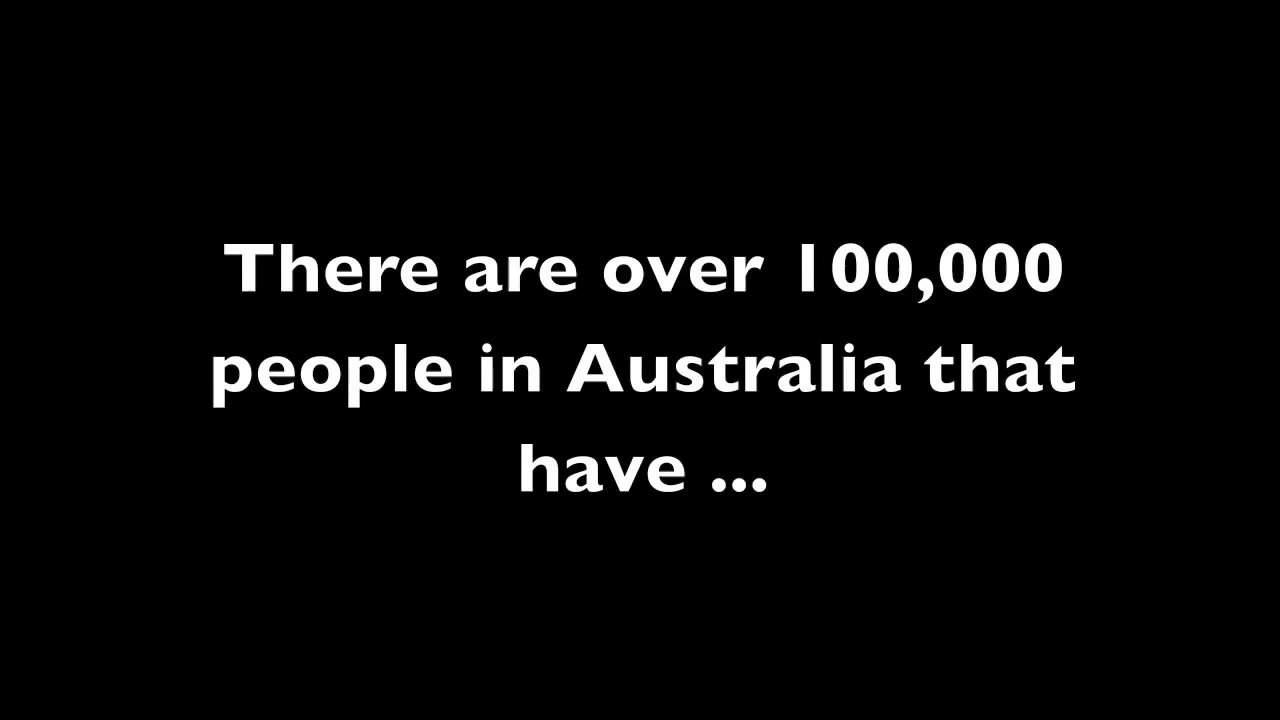 There are over 100,000
people in Australia that
have ...